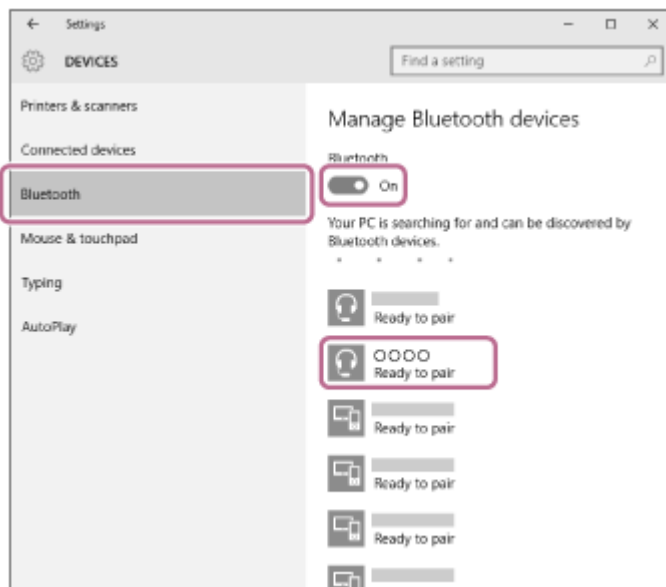 Settings
DEVICES
Find a setting
Printers & scanners
Connected devices
Bluetooth
Mouse & touchpad
Typing
AutoPlay
Manage Bluetooth devices
Bluetooth
On
Your PC is searching for and can be discovered by
Bluetooth devices.
Ready to pair
OOOO
Ready to pair
Ready to pair
Ready to pair
Ready to pair